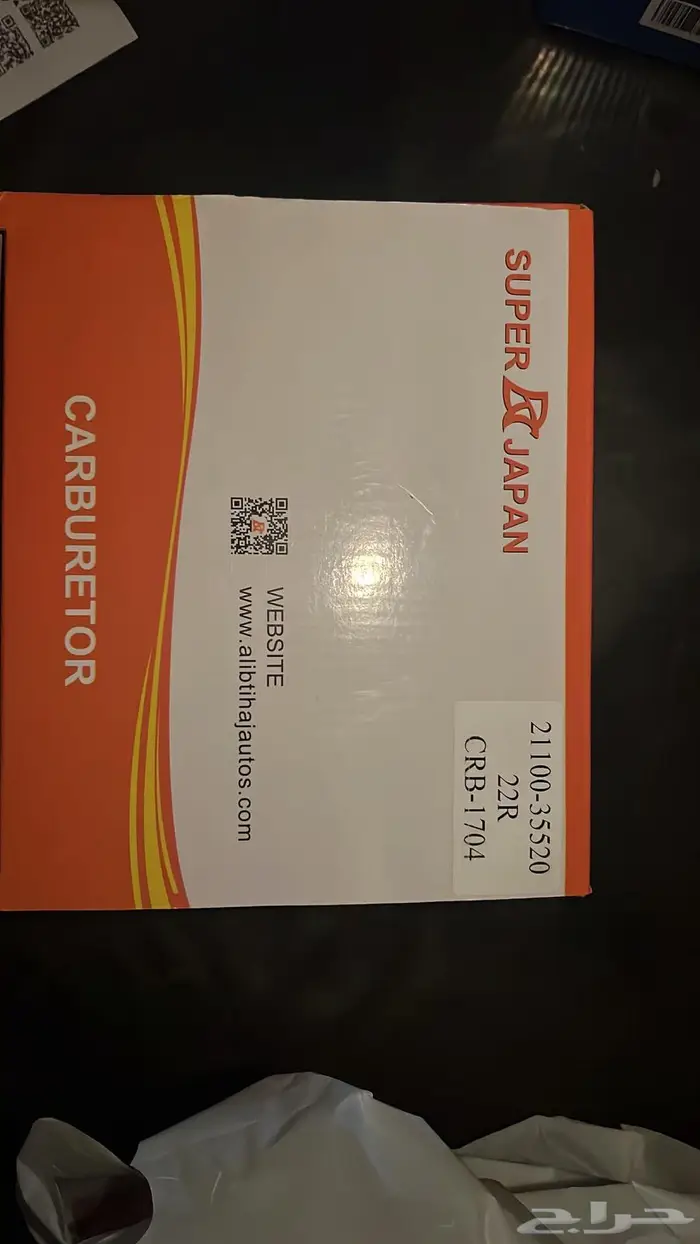 SUPER JAPAN
21100-35520
22R
CRB-1704
WEBSITE
www.alibtihajautos.com
CARBURETOR
حراج